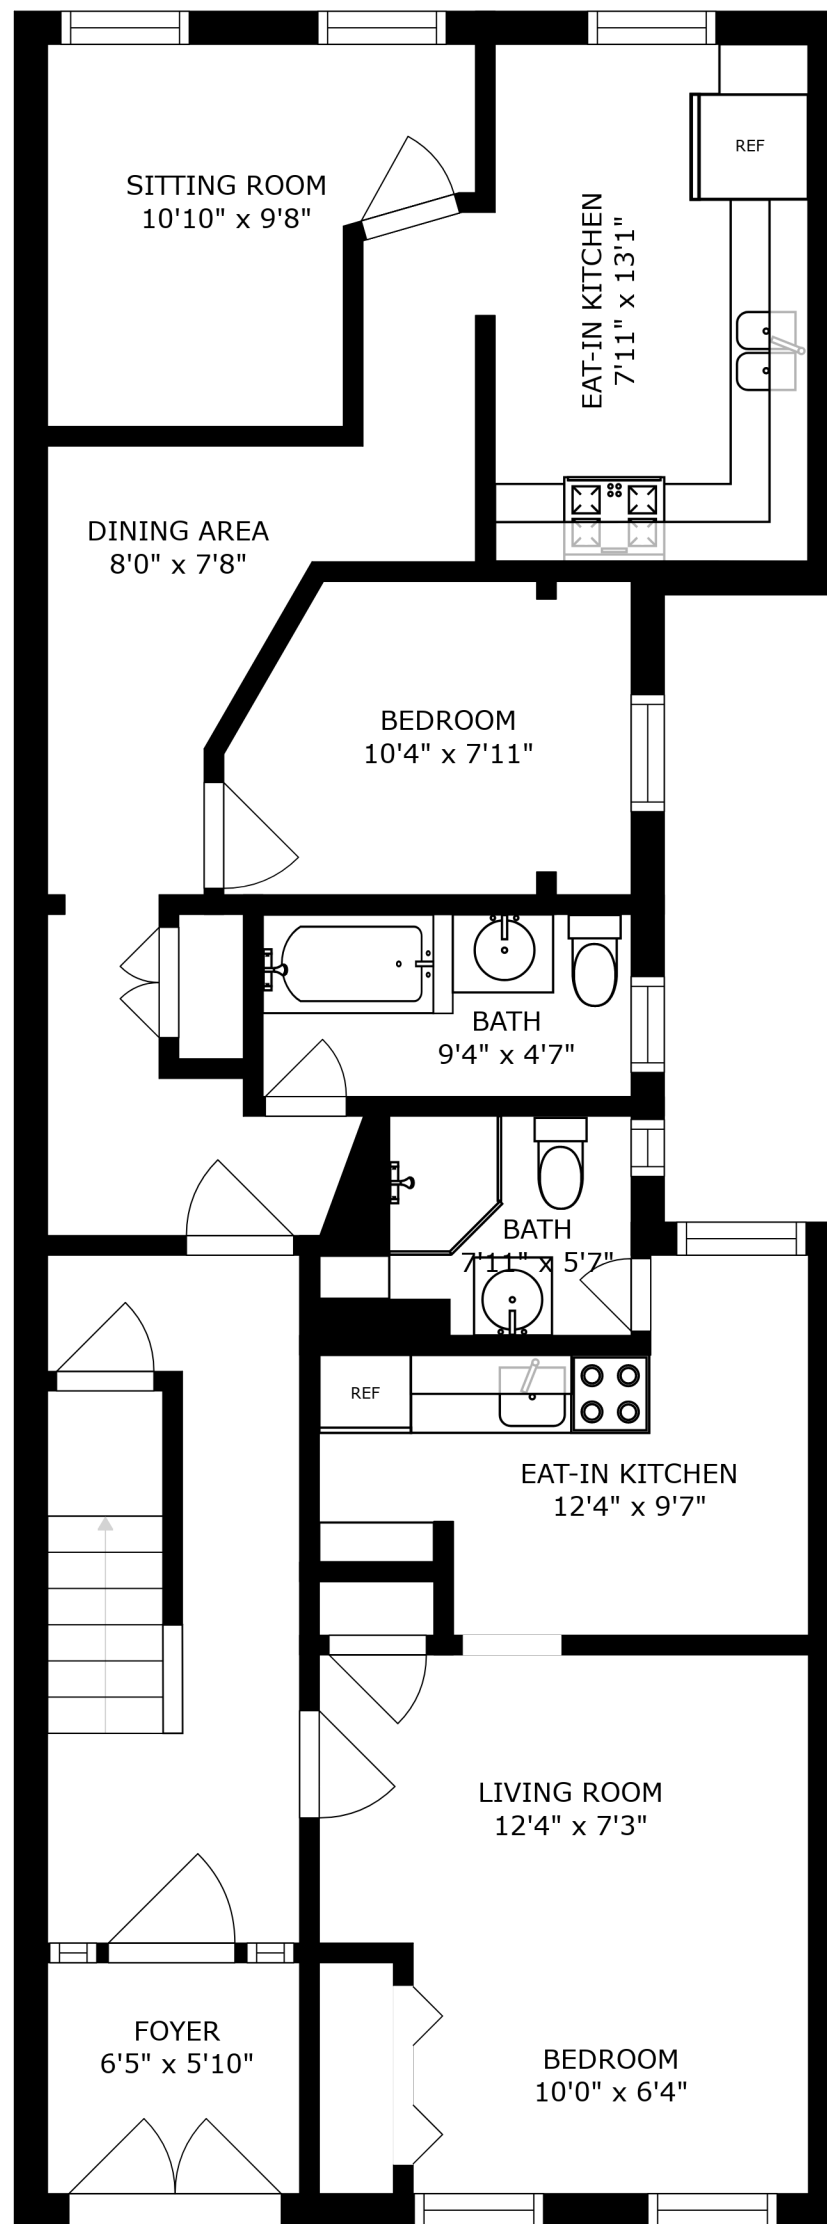 SITTING ROOM
10'10" x 9'8"
REF
EAT-IN KITCHEN
7'11" x 13'1"
DINING AREA
8'0" x 7'8"
BEDROOM
10'4" x 7'11"
BATH
9'4" x 4'7"
BATH
7'11" x 5'7"
REF
EAT-IN KITCHEN
12'4" x 9'7"
LIVING ROOM
12'4" x 7'3"
FOYER
6'5" x 5'10"
BEDROOM
10'0" x 6'4"